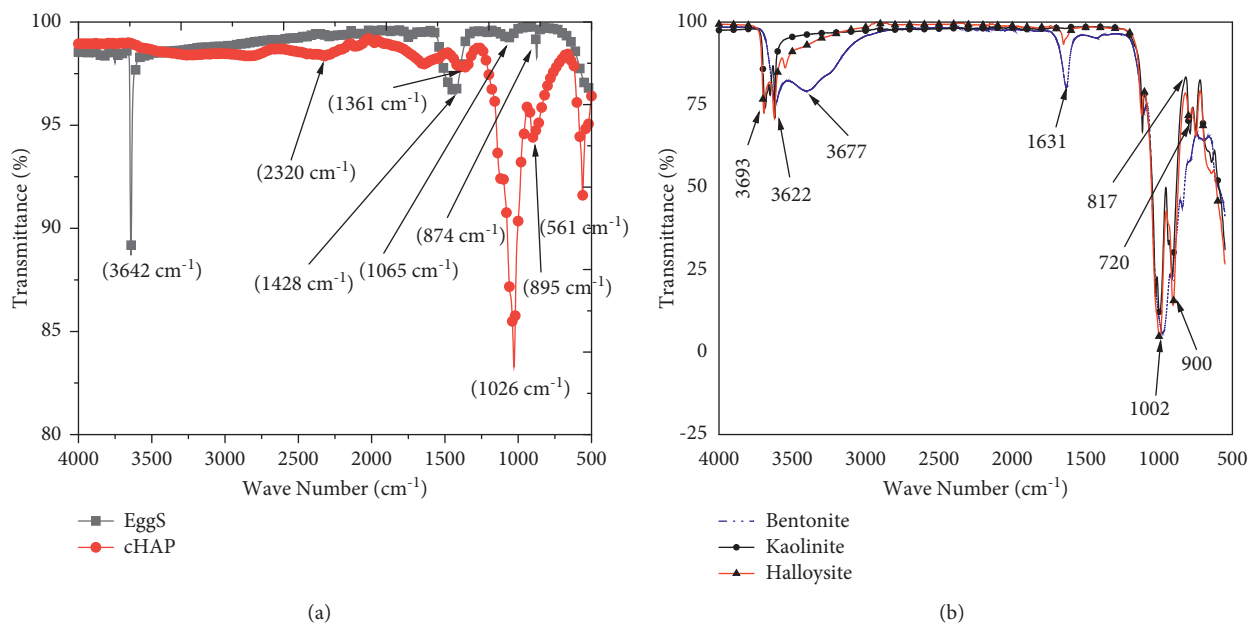 100
95
90
85
80
Transmittance (%)
(1361 cm-1)
(2320 cm-1)
(3642 cm-1)
(1428 cm-1)
(1065 cm-1)
(874 cm-1)
(561 cm-1)
(895 cm-1)
(1026 cm-1)
4000 3500 3000 2500 2000 1500 1000 500
Wave Number (cm-1)
EggS
cHAP
(a)
100
75
50
25
0
-25
Transmittance (%)
3693
3622
3677
1631
817
720
900
1002
4000 3000 2500 2000 1500 1000 500
Wave Number (cm-1)
Bentonite
Kaolinite
Halloysite
(b)